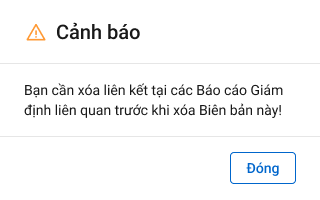 Cảnh báo
Bạn cần xóa liên kết tại các Báo cáo Giám
định liên quan trước khi xóa Biên bản này!
Đóng